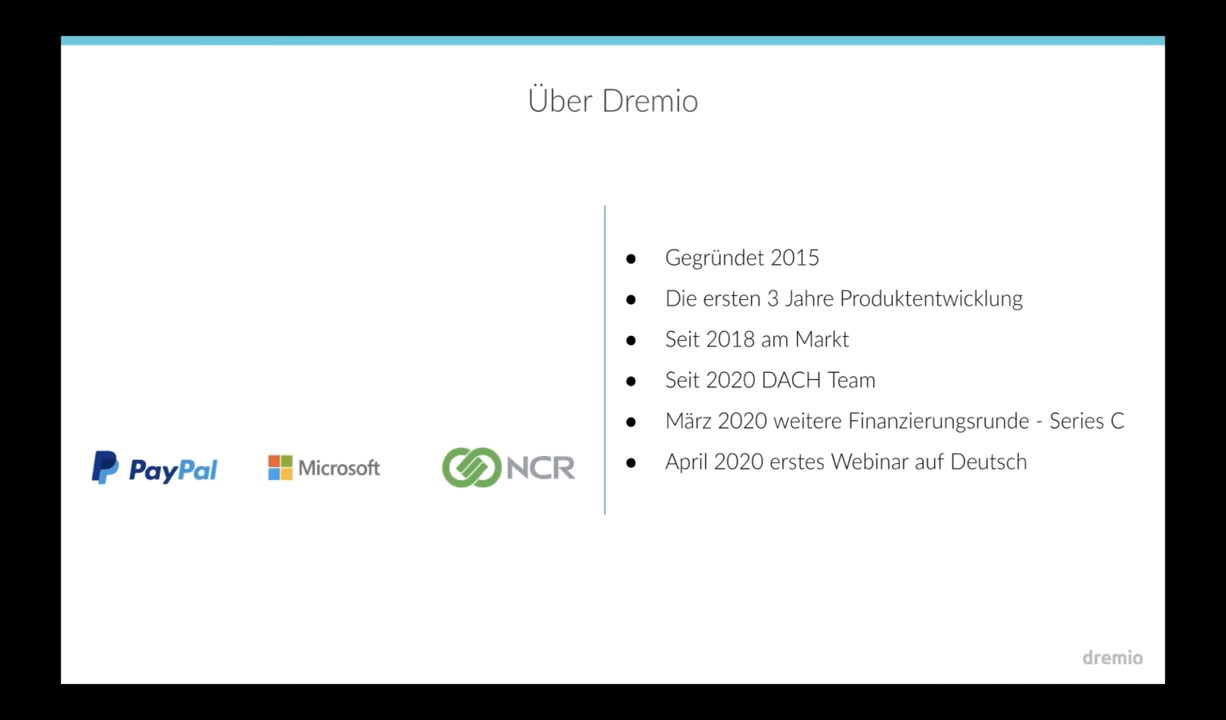 Über Dremio
PayPal
Microsoft
NCR
Gegründet 2015
Die ersten 3 Jahre Produktentwicklung
Seit 2018 am Markt
Seit 2020 DACH Team
März 2020 weitere Finanzierungsrunde - Series C
April 2020 erstes Webinar auf Deutsch
dremio